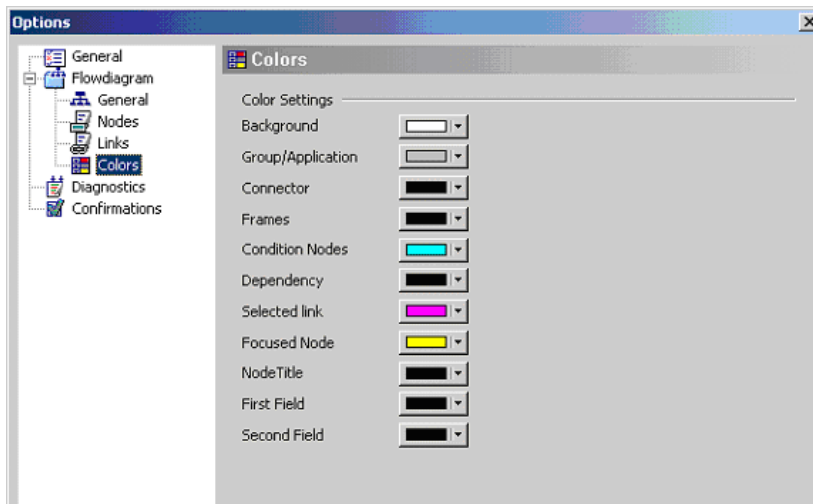 Options
General
Flowdiagram
General
Nodes
Links
Colors
Diagnostics
Confirmations
Colors
Color Settings
Background
Group/Application
Connector
Frames
Condition Nodes
Dependency
Selected link
Focused Node
NodeTitle
First Field
Second Field